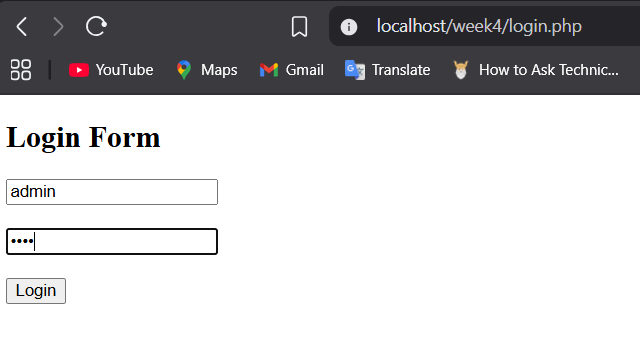 localhost/week4/login.php
YouTube Maps Gmail Translate How to Ask Technic...
Login Form
admin
••••
Login